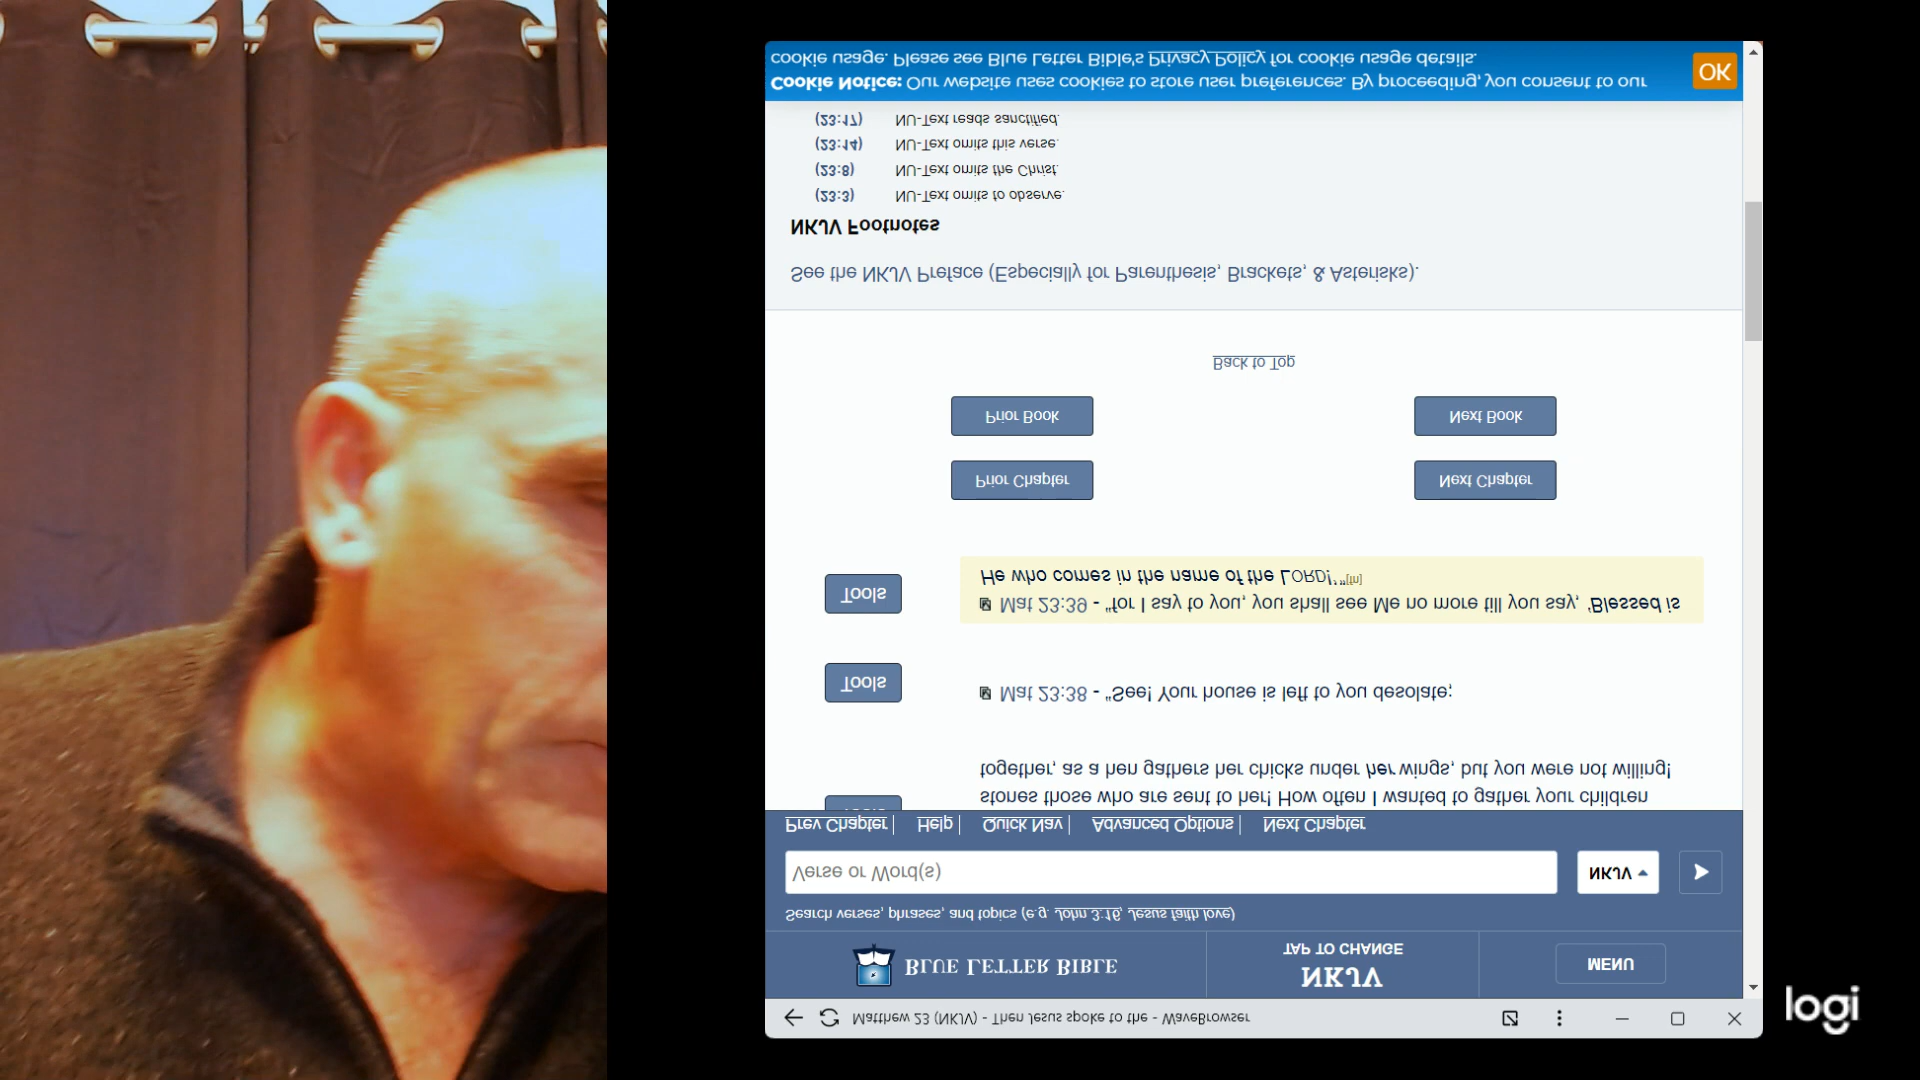 Matthew 23 (NKJV) - Then Jesus spoke to the - WaveBrowser
BLUE LETTER BIBLE
NKJV
TAP TO CHANGE
MENU
Search verses, phrases, and topics (e.g. John 3:16, Jesus faith love)
Verse or Word(s)
NKJV
Prev Chapter | Help | Quick Nav | Advanced Options | Next Chapter
stones those who are sent to her! How often I wanted to gather your children
together, as a hen gathers her chicks under her wings, but you were not willing!
Tools
Mat 23:38 - "See! Your house is left to you desolate;
Tools
Mat 23:39 - "for I say to you, you shall see Me no more till you say, 'Blessed is
He who comes in the name of the LORD!'"[fn]
Prior Chapter
Next Chapter
Prior Book
Next Book
Back to Top
See the NKJV Preface (Especially for Parenthesis, Brackets, & Asterisks).
NKJV Footnotes
(23:3) NU-Text omits to observe.
(23:8) NU-Text omits the Christ.
(23:14) NU-Text omits this verse.
(23:17) NU-Text reads sanctified.
Cookie Notice: Our website uses cookies to store user preferences. By proceeding, you consent to our
cookie usage. Please see Blue Letter Bible's Privacy Policy for cookie usage details.
OK
logi